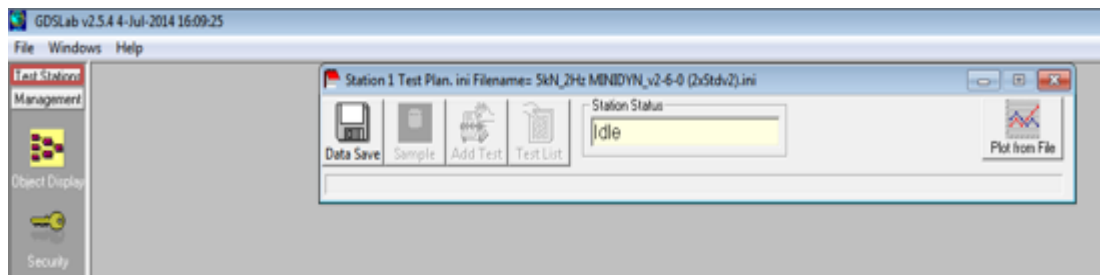 GDSLab v2.5.4 4-Jul-2014 16:09:25
File Windows Help
Test Stations
Management
Object Display
Security
Station 1 Test Plan. ini Filename= 5kN_2Hz MINIDYN_v2-6-0 (2xStdv2).ini
Data Save
Sample
Add Test
Test List
Station Status
Idle
Plot from File